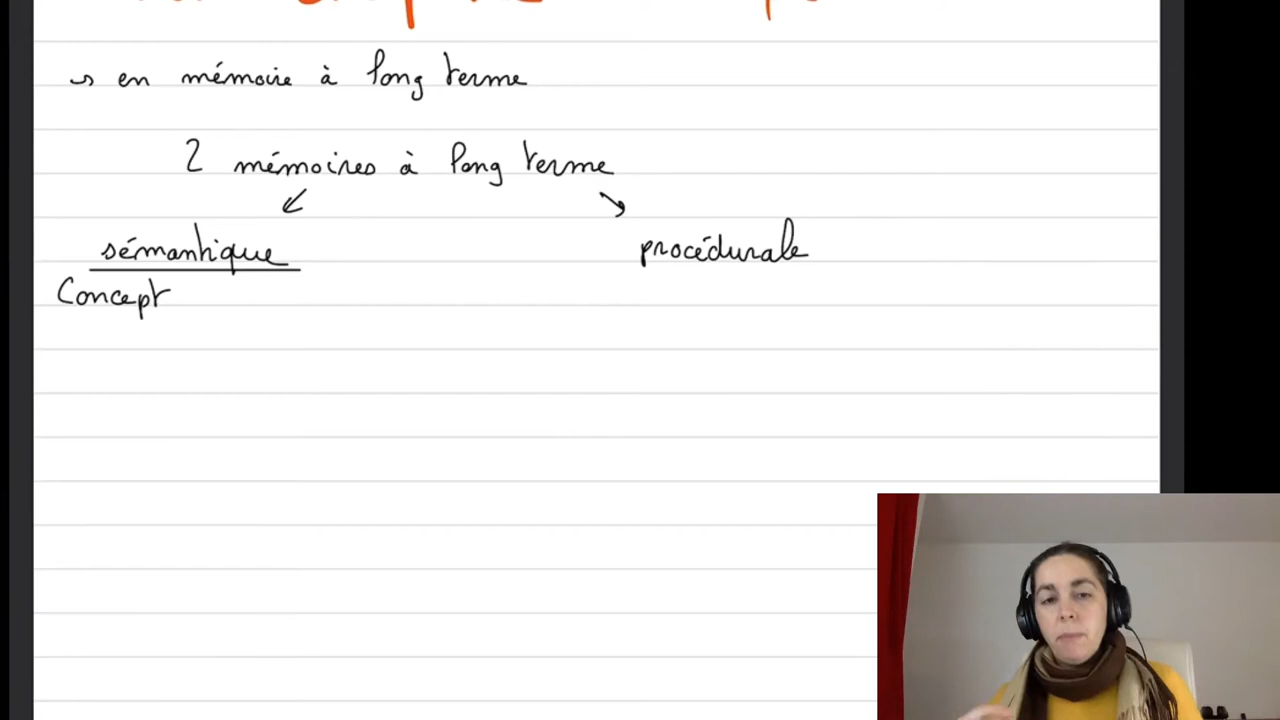 ↪ en mémoire à long terme
2 mémoires à long terme
sémantique procédurale
Concept